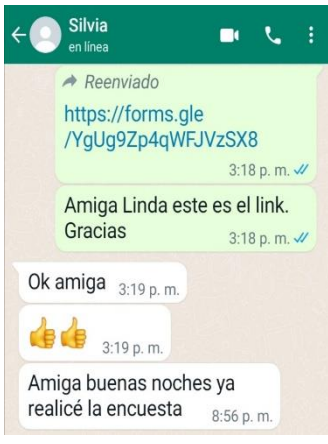 Silvia
en línea
Reenviado
https://forms.gle
/YgUg9Zp4qWFJVzSX8
3:18 p. m.
Amiga Linda este es el link.
Gracias
3:18 p. m.
Ok amiga 3:19 p. m.
👍👍
3:19 p. m.
Amiga buenas noches ya
realicé la encuesta 8:56 p. m.